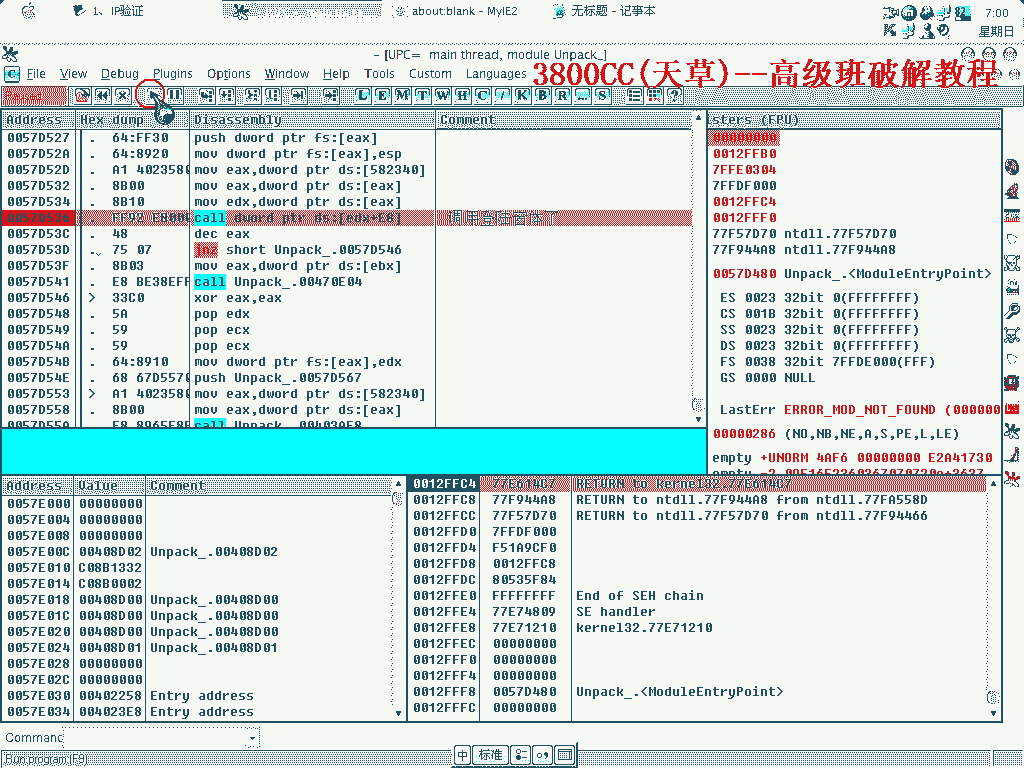 1、IP验证
about:blank - MyIE2
无标题 - 记事本
7:00
星期日
- [UPC= main thread, module Unpack_]
File View Debug Plugins Options Window Help Tools Custom Languages
3800CC(天草)--高级班破解教程
L E M T W H C / K B R ... S
Address Hex dump Disassembly Comment
0057D527 . 64:FF30 push dword ptr fs:[eax]
0057D52A . 64:8920 mov dword ptr fs:[eax],esp
0057D52D . A1 4023580 mov eax,dword ptr ds:[582340]
0057D532 . 8B00 mov eax,dword ptr ds:[eax]
0057D534 . 8B10 mov edx,dword ptr ds:[eax]
0057D536 . FF92 E8000 call dword ptr ds:[edx+E8] 调用登陆窗体了
0057D53C . 48 dec eax
0057D53D . 75 07 jnz short Unpack_.0057D546
0057D53F . 8B03 mov eax,dword ptr ds:[ebx]
0057D541 . E8 BE38EFF call Unpack_.00470E04
0057D546 > 33C0 xor eax,eax
0057D548 . 5A pop edx
0057D549 . 59 pop ecx
0057D54A . 59 pop ecx
0057D54B . 64:8910 mov dword ptr fs:[eax],edx
0057D54E . 68 67D5570 push Unpack_.0057D567
0057D553 > A1 4023580 mov eax,dword ptr ds:[582340]
0057D558 . 8B00 mov eax,dword ptr ds:[eax]
0057D55A . E8 8965E8F call Unpack_.00403AE8
sters (FPU)
00000000
0012FFB0
7FFE0304
7FFDF000
0012FFC4
0012FFF0
77F57D70 ntdll.77F57D70
77F944A8 ntdll.77F944A8
0057D480 Unpack_.<ModuleEntryPoint>
ES 0023 32bit 0(FFFFFFFF)
CS 001B 32bit 0(FFFFFFFF)
SS 0023 32bit 0(FFFFFFFF)
DS 0023 32bit 0(FFFFFFFF)
FS 0038 32bit 7FFDE000(FFF)
GS 0000 NULL
LastErr ERROR_MOD_NOT_FOUND (000000
00000286 (NO,NB,NE,A,S,PE,L,LE)
empty +UNORM 4AF6 00000000 E2A41730
Address Value Comment
0057E000 00000000
0057E004 00000000
0057E008 00000000
0057E00C 00408D02 Unpack_.00408D02
0057E010 C08B1332
0057E014 C08B0002
0057E018 00408D00 Unpack_.00408D00
0057E01C 00408D00 Unpack_.00408D00
0057E020 00408D00 Unpack_.00408D00
0057E024 00408D01 Unpack_.00408D01
0057E028 00000000
0057E02C 00000000
0057E030 00402258 Entry address
0057E034 004023E8 Entry address
0012FFC4 77E614C7 RETURN to kernel32.77E614C7
0012FFC8 77F944A8 RETURN to ntdll.77F944A8 from ntdll.77FA558D
0012FFCC 77F57D70 RETURN to ntdll.77F57D70 from ntdll.77F94466
0012FFD0 7FFDF000
0012FFD4 F51A9CF0
0012FFD8 0012FFC8
0012FFDC 80535F84
0012FFE0 FFFFFFFF End of SEH chain
0012FFE4 77E74809 SE handler
0012FFE8 77E71210 kernel32.77E71210
0012FFEC 00000000
0012FFF0 00000000
0012FFF4 00000000
0012FFF8 0057D480 Unpack_.<ModuleEntryPoint>
0012FFFC 00000000
Command
中 标准
Run program [F9]